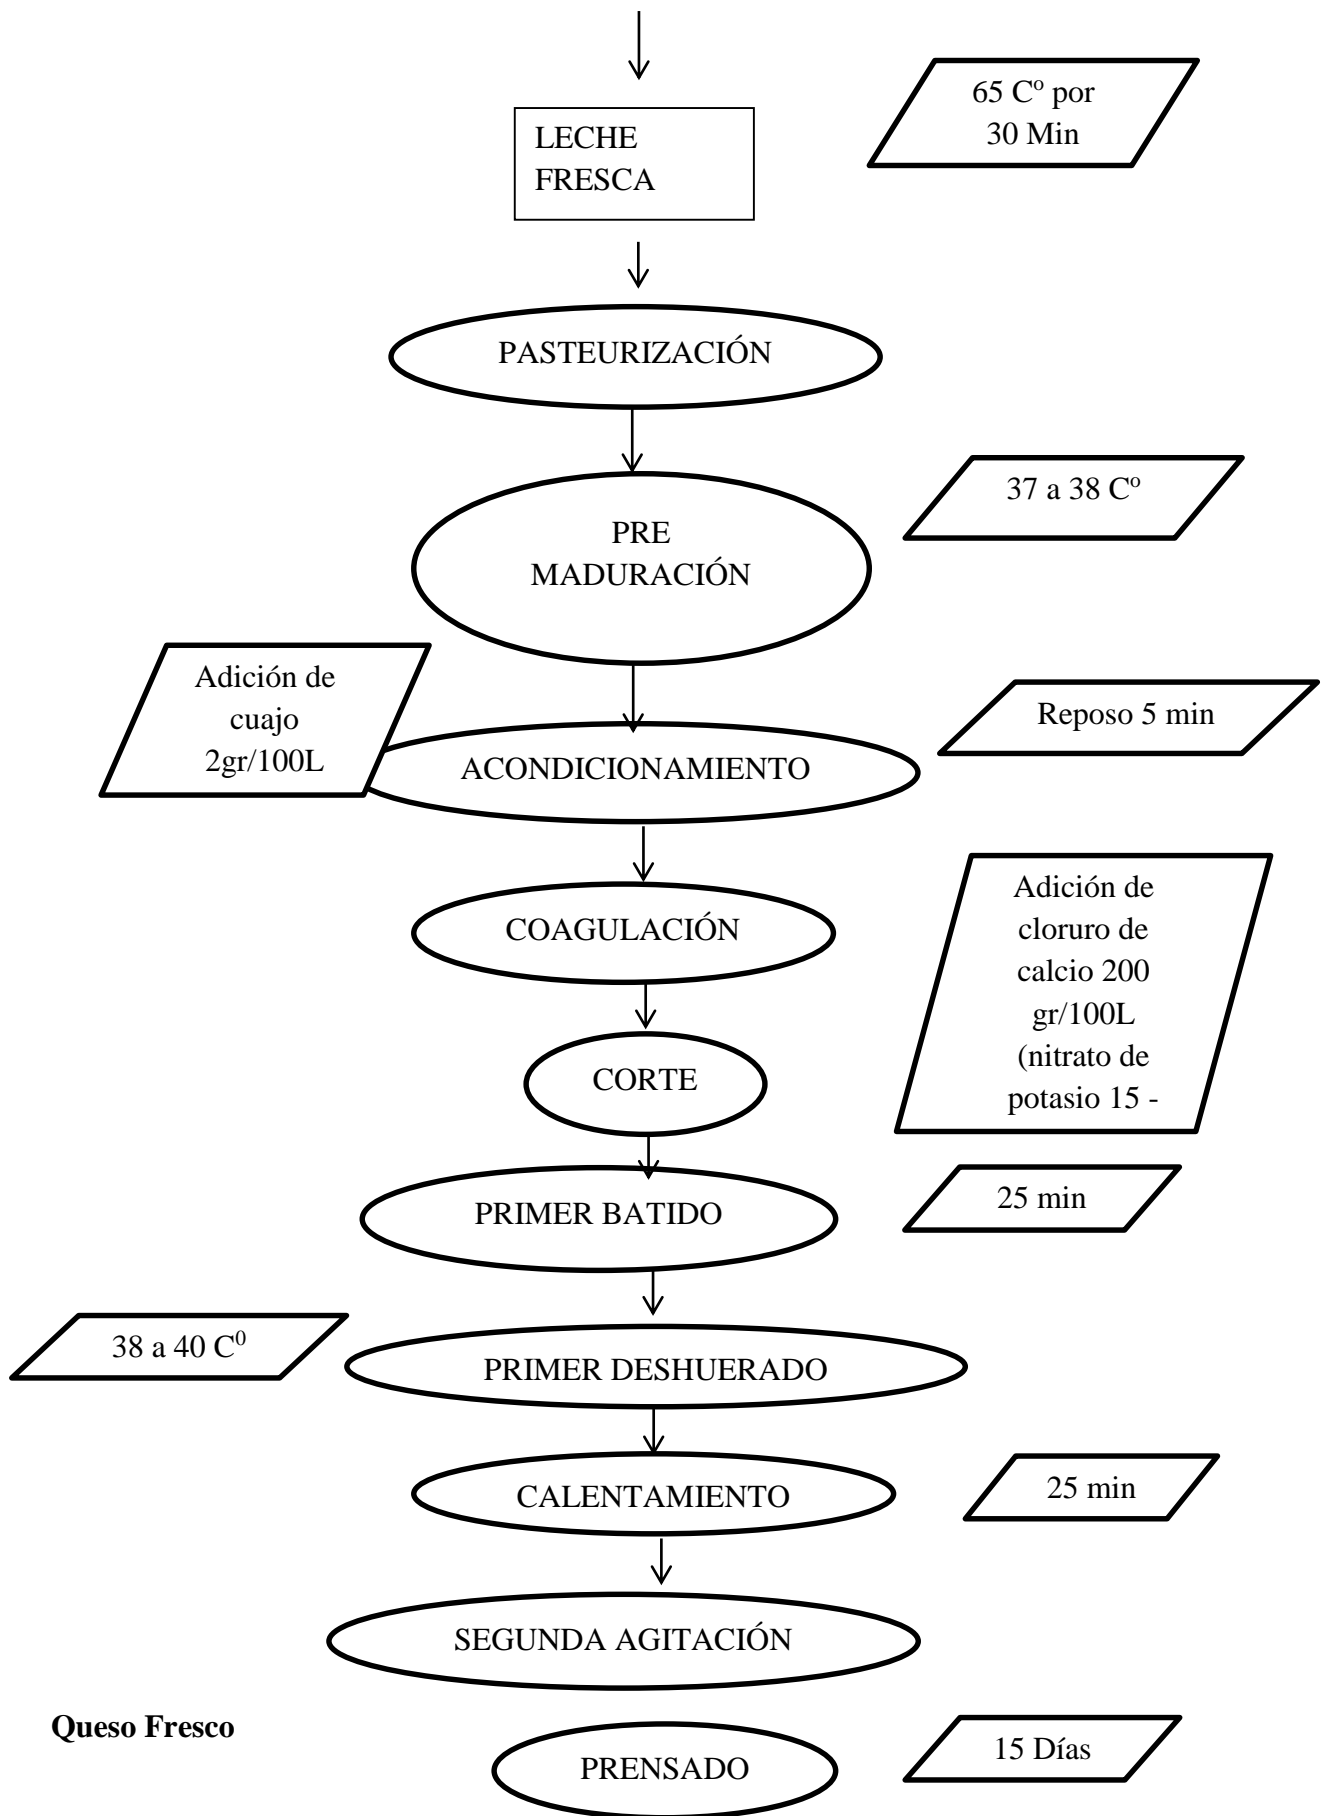 65 Cº por
30 Min
LECHE
FRESCA
PASTEURIZACIÓN
37 a 38 Cº
PRE
MADURACIÓN
Adición de
cuajo
2gr/100L
Reposo 5 min
ACONDICIONAMIENTO
Adición de
cloruro de
calcio 200
gr/100L
(nitrato de
potasio 15 -
COAGULACIÓN
CORTE
25 min
PRIMER BATIDO
38 a 40 C⁰
PRIMER DESHUERADO
25 min
CALENTAMIENTO
SEGUNDA AGITACIÓN
Queso Fresco
15 Días
PRENSADO